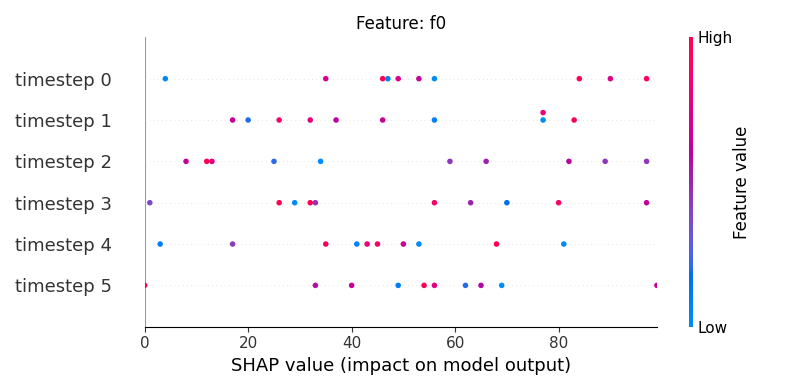 Feature: f0
High
timestep 0
timestep 1
timestep 2
timestep 3
timestep 4
timestep 5
Feature value
Low
0 20 40 60 80
SHAP value (impact on model output)